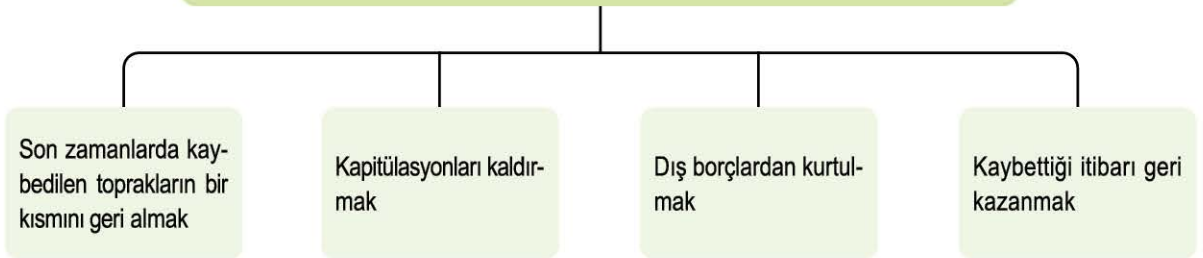 Son zamanlarda kay-
bedilen toprakların bir
kısmını geri almak
Kapitülasyonları kaldır-
mak
Dış borçlardan kurtul-
mak
Kaybettiği itibarı geri
kazanmak